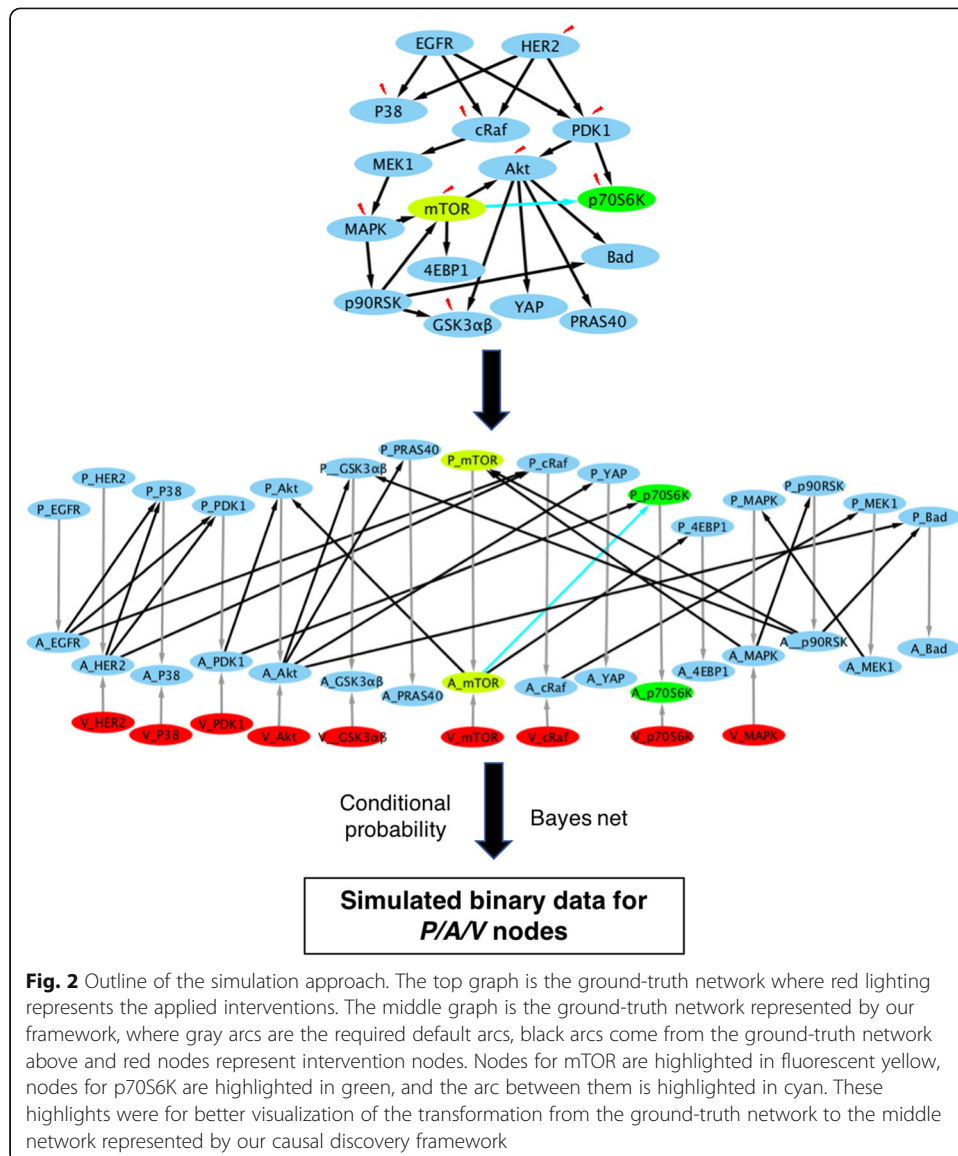 EGFR
HER2
P38
cRaf
PDK1
MEK1
Akt
p70S6K
mTOR
MAPK
Bad
4EBP1
p90RSK
YAP
GSK3αβ
PRAS40
P_PRAS40
P_mTOR
P_cRaf
P_HER2
P_P38
P_Akt
P__GSK3αβ
P_YAP
P_p70S6K
P_p90RSK
P_MAPK
P_MEK1
P_EGFR
P_PDK1
P_4EBP1
P_Bad
A_EGFR
A_HER2
A_P38
A_PDK1
A_Akt
A_GSK3αβ
A_PRAS40
A_mTOR
A_cRaf
A_YAP
A_p70S6K
A_4EBP1
A_MAPK
A__p90RSK
A_MEK1
A_Bad
V_HER2
V_P38
V_PDK1
V_Akt
V__GSK3αβ
V_mTOR
V_cRaf
V_p70S6K
V_MAPK
Conditional
probability
Bayes net
Simulated binary data for
P/A/V nodes
Fig. 2 Outline of the simulation approach. The top graph is the ground-truth network where red lighting
represents the applied interventions. The middle graph is the ground-truth network represented by our
framework, where gray arcs are the required default arcs, black arcs come from the ground-truth network
above and red nodes represent intervention nodes. Nodes for mTOR are highlighted in fluorescent yellow,
nodes for p70S6K are highlighted in green, and the arc between them is highlighted in cyan. These
highlights were for better visualization of the transformation from the ground-truth network to the middle
network represented by our causal discovery framework